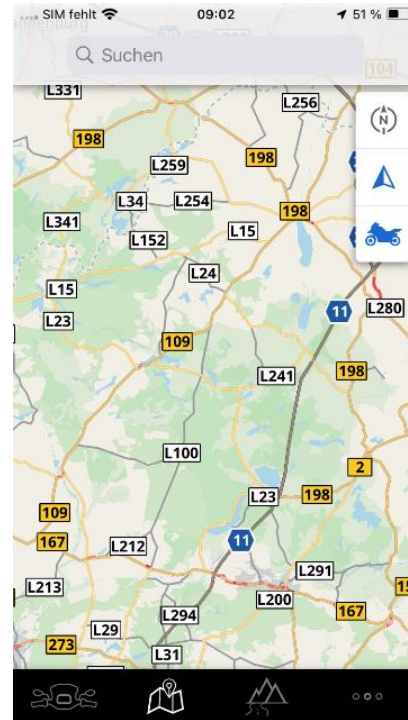 SIM fehlt 09:02 51 %
Suchen
104
L331
L256
198
L259
198
L34
L254
198
L341
L152
L15
L24
L15
L280
L23
11
109
L241
198
L100
2
L23
198
109
167
L212
11
L213
L291
L200
15
167
L294
L29
273
L31
N